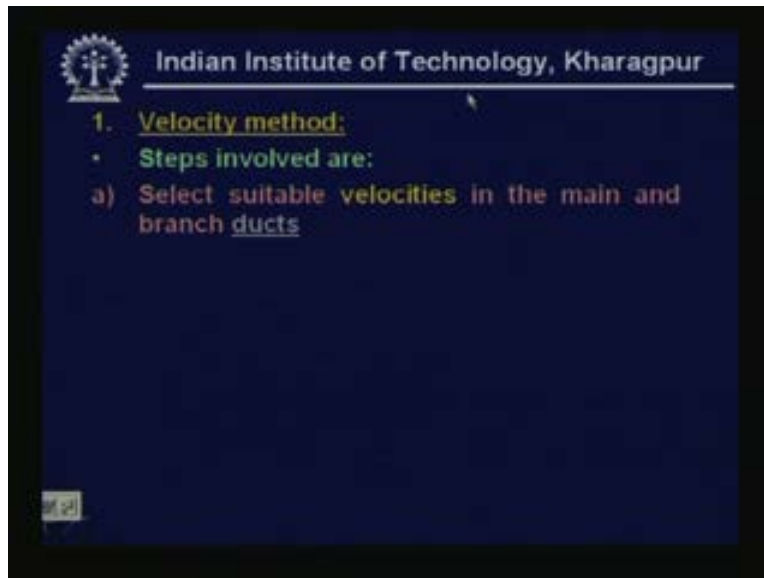 Indian Institute of Technology, Kharagpur
1. Velocity method:
• Steps involved are:
a) Select suitable velocities in the main and
branch ducts